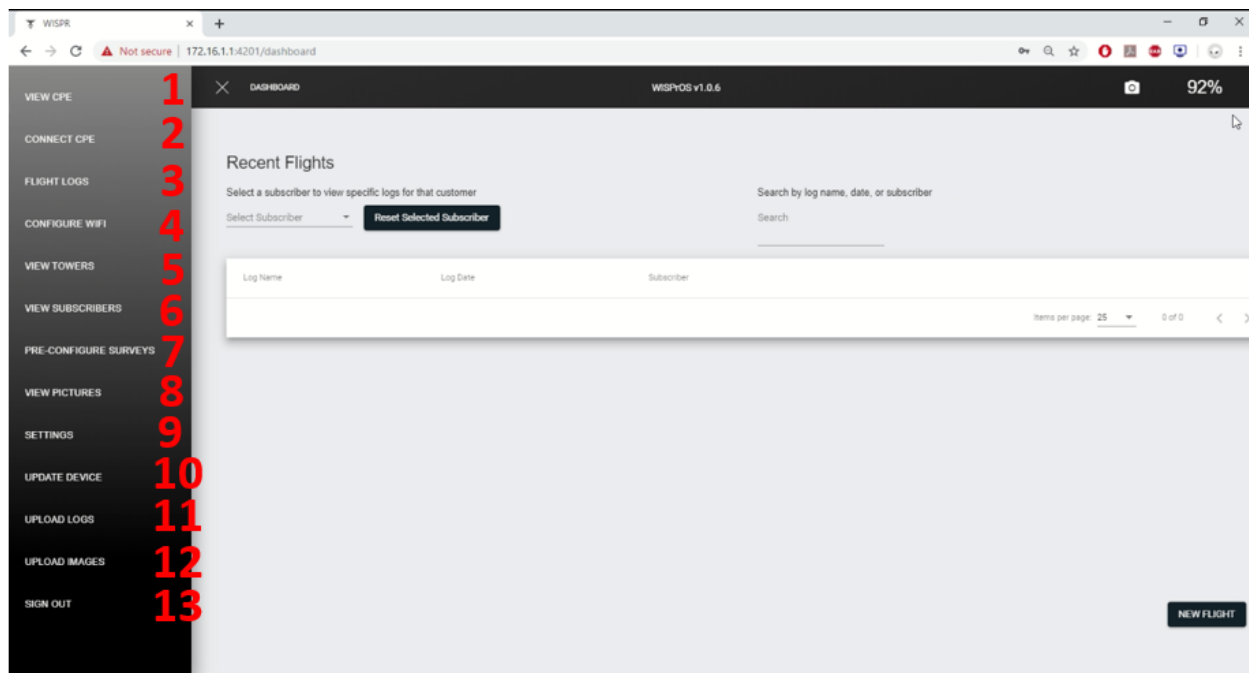 WISPR
Not secure | 172.16.1.1:4201/dashboard
VIEW CPE 1
CONNECT CPE 2
FLIGHT LOGS 3
CONFIGURE WIFI 4
VIEW TOWERS 5
VIEW SUBSCRIBERS 6
PRE-CONFIGURE SURVEYS 7
VIEW PICTURES 8
SETTINGS 9
UPDATE DEVICE 10
UPLOAD LOGS 11
UPLOAD IMAGES 12
SIGN OUT 13
DASHBOARD WISPrOS v1.0.6 92%
Recent Flights
Select a subscriber to view specific logs for that customer
Select Subscriber Reset Selected Subscriber
Search by log name, date, or subscriber
Search
Log Name Log Date Subscriber
Items per page: 25 0 of 0
NEW FLIGHT